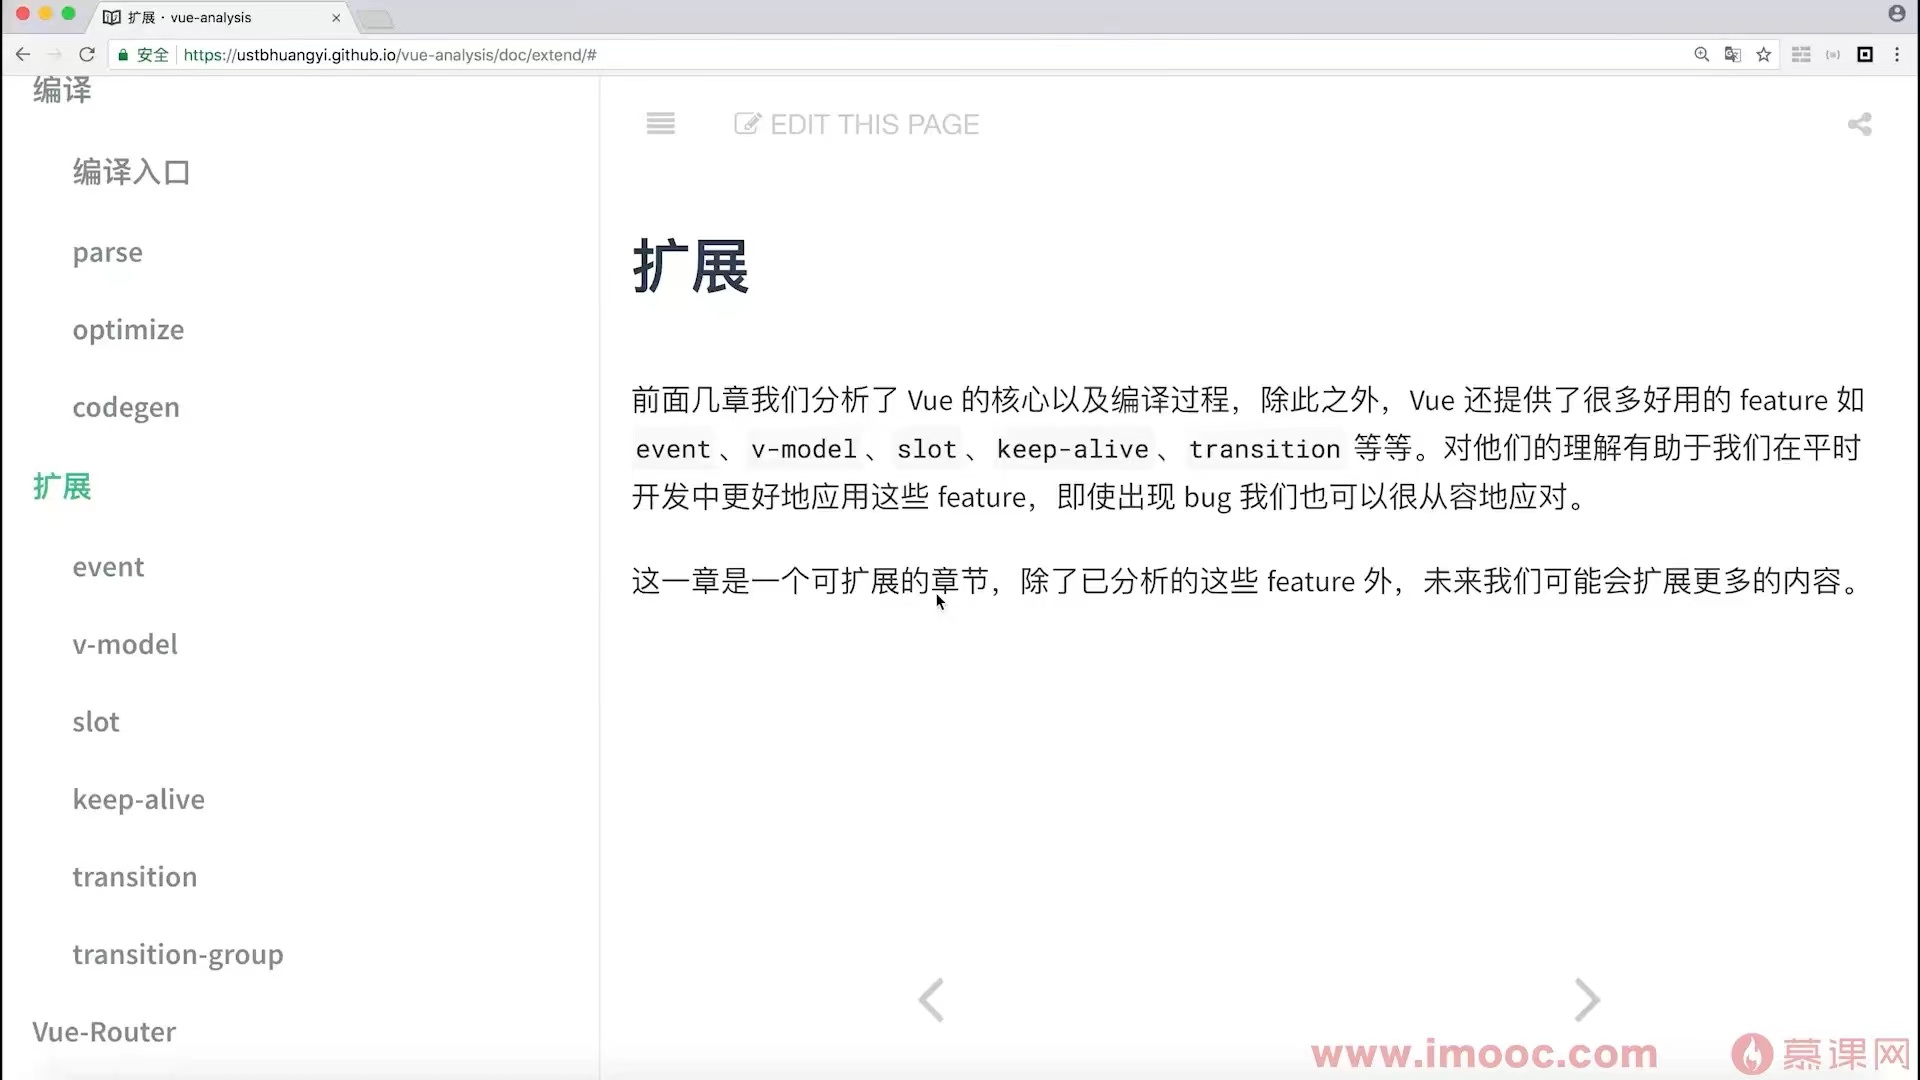 扩展 · vue-analysis
安全 https://ustbhuangyi.github.io/vue-analysis/doc/extend/#
编译
编译入口
parse
optimize
codegen
扩展
event
v-model
slot
keep-alive
transition
transition-group
Vue-Router
EDIT THIS PAGE
扩展
前面几章我们分析了 Vue 的核心以及编译过程，除此之外，Vue 还提供了很多好用的 feature 如
event、v-model、slot、keep-alive、transition 等等。对他们的理解有助于我们在平时
开发中更好地应用这些 feature，即使出现 bug 我们也可以很从容地应对。
这一章是一个可扩展的章节，除了已分析的这些 feature 外，未来我们可能会扩展更多的内容。
www.imooc.com 慕课网